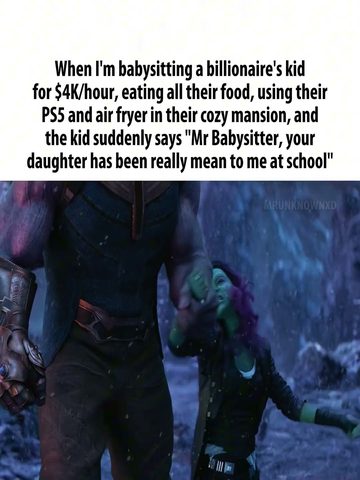 When I'm babysitting a billionaire's kid
for $4K/hour, eating all their food, using their
PS5 and air fryer in their cozy mansion, and
the kid suddenly says "Mr Babysitter, your
daughter has been really mean to me at school"
MRUNKNOWNXD